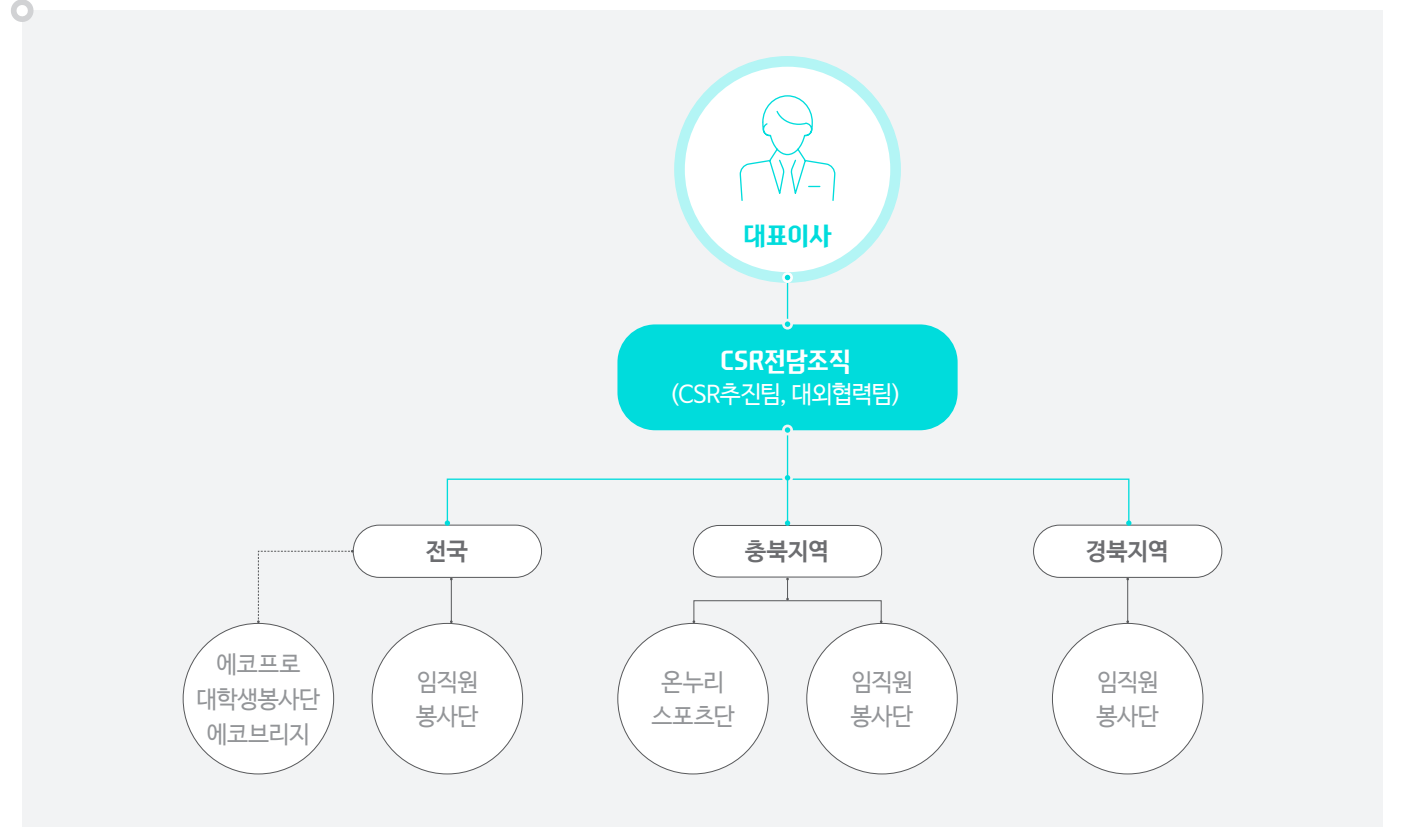 대표이사
CSR전담조직
(CSR추진팀, 대외협력팀)
전국
충북지역
경북지역
에코프로
대학생봉사단
에코브리지
임직원
봉사단
온누리
스포츠단
임직원
봉사단
임직원
봉사단